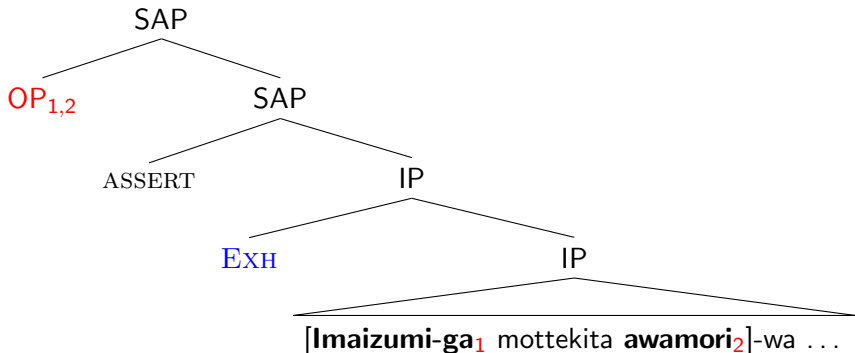 SAP
OP1,2 SAP
ASSERT IP
EXH IP
[Imaizumi-ga1 mottekita awamori2]-wa ...